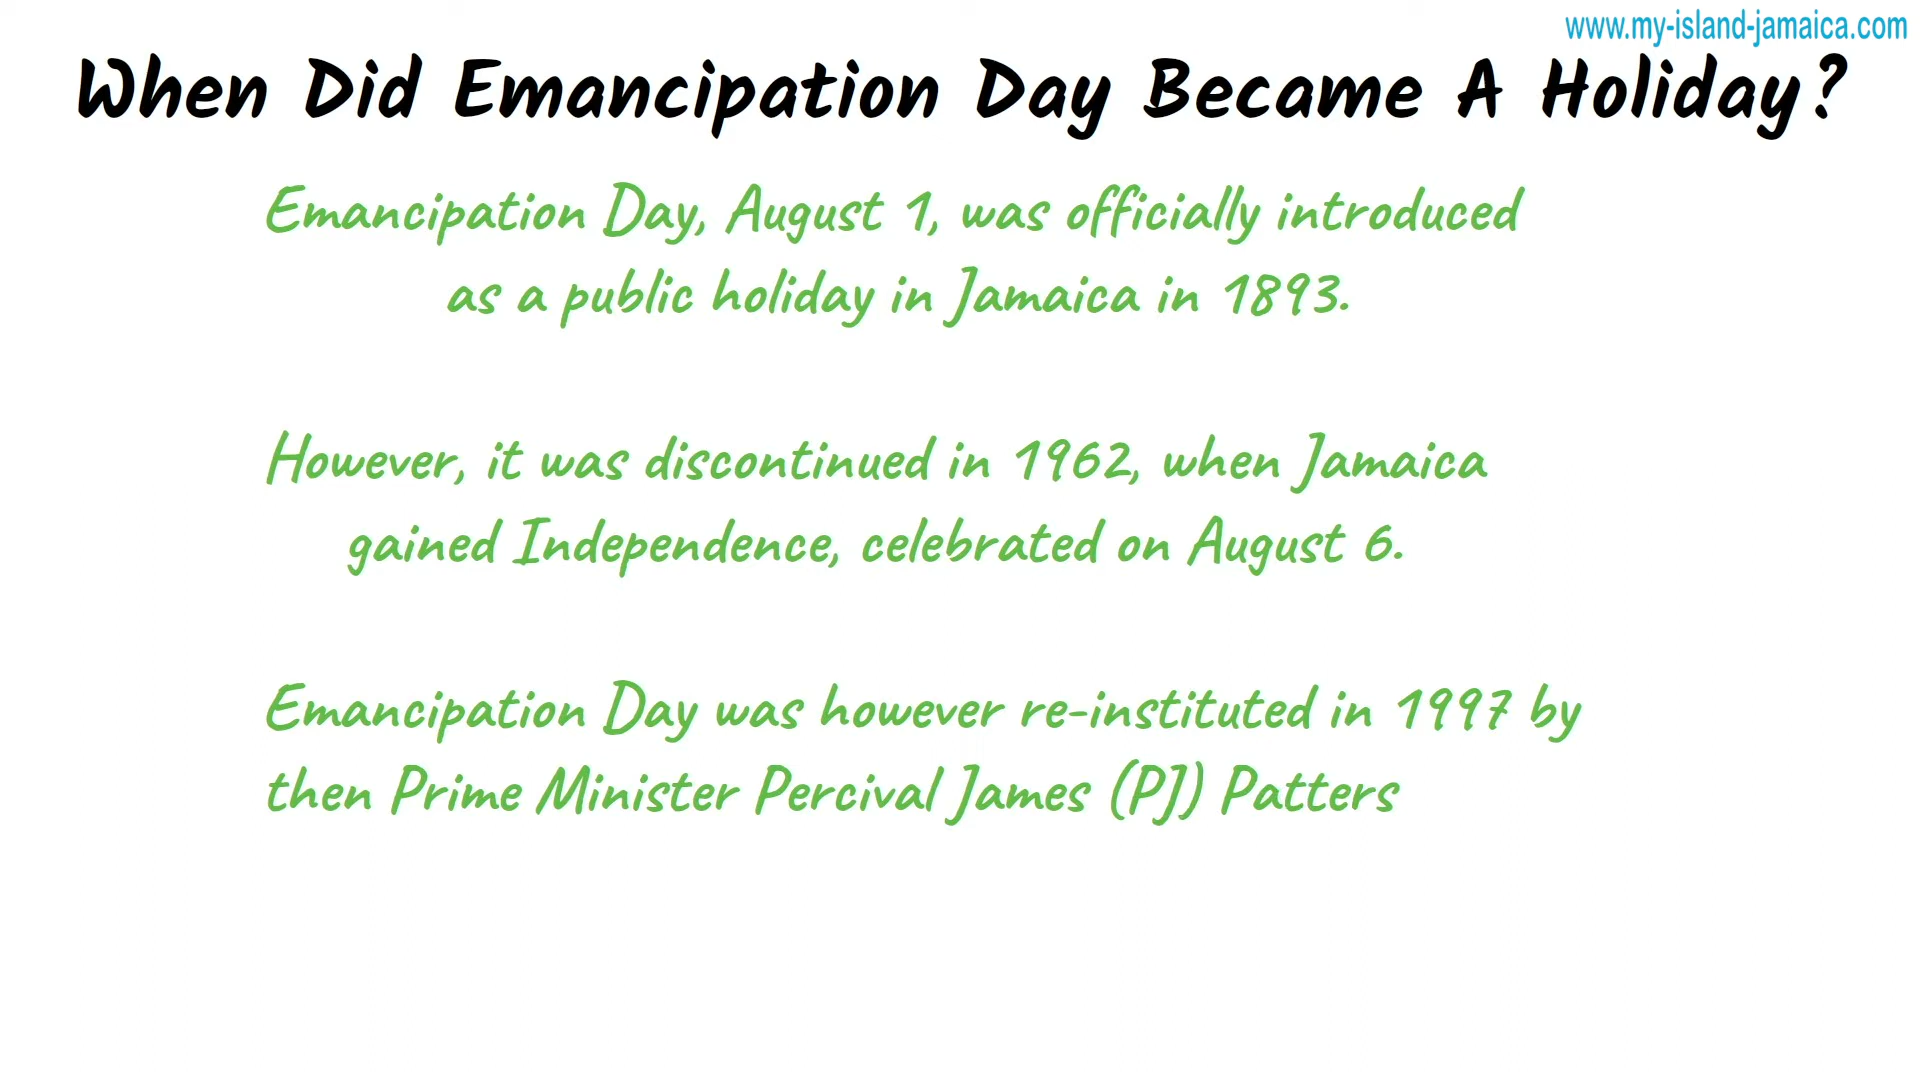 www.my-island-jamaica.com
When Did Emancipation Day Became A Holiday?
Emancipation Day, August 1, was officially introduced
as a public holiday in Jamaica in 1893.
However, it was discontinued in 1962, when Jamaica
gained Independence, celebrated on August 6.
Emancipation Day was however re-instituted in 1997 by
then Prime Minister Percival James (PJ) Patters